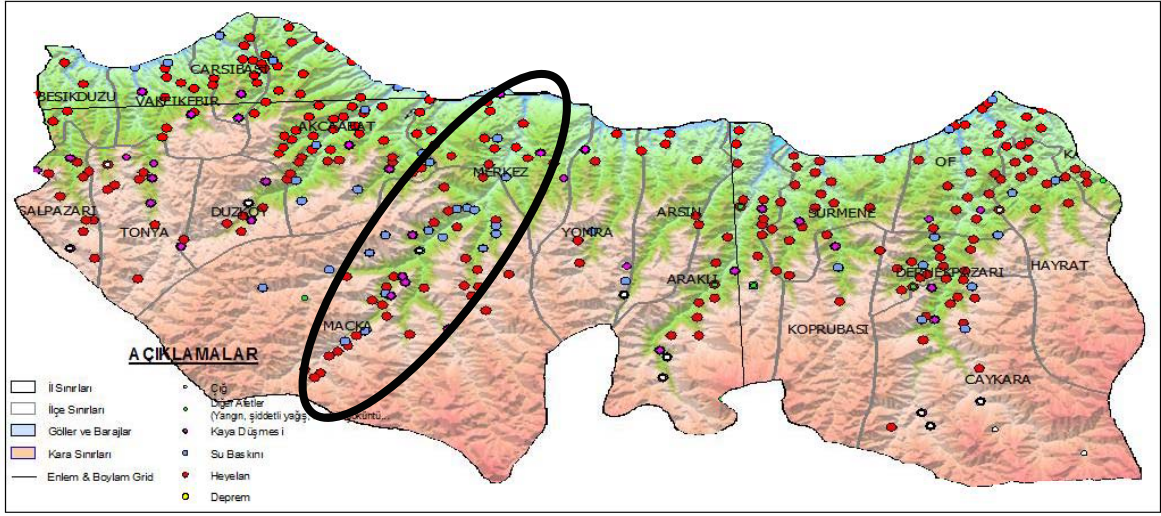 CARSIBASI
BESIKDUZU
VAKFIKEBIR
AKCAABAT
MERKEZ
OF
SALPAZARI
TONYA
DUZKOY
YOMRA
ARSIN
SURMENE
ARAKLI
DERNEKPAZARI
HAYRAT
MACKA
KOPRUBASI
CAYKARA
AÇIKLAMALAR
İl Sınırları
İlçe Sınırları
Göller ve Barajlar
Kara Sınırları
Enlem & Boylam Grid
Çığ
Diğer Afetler
(Yangın, şiddetli yağış,
Kaya Düşmesi
Su Baskını
Heyelan
Deprem